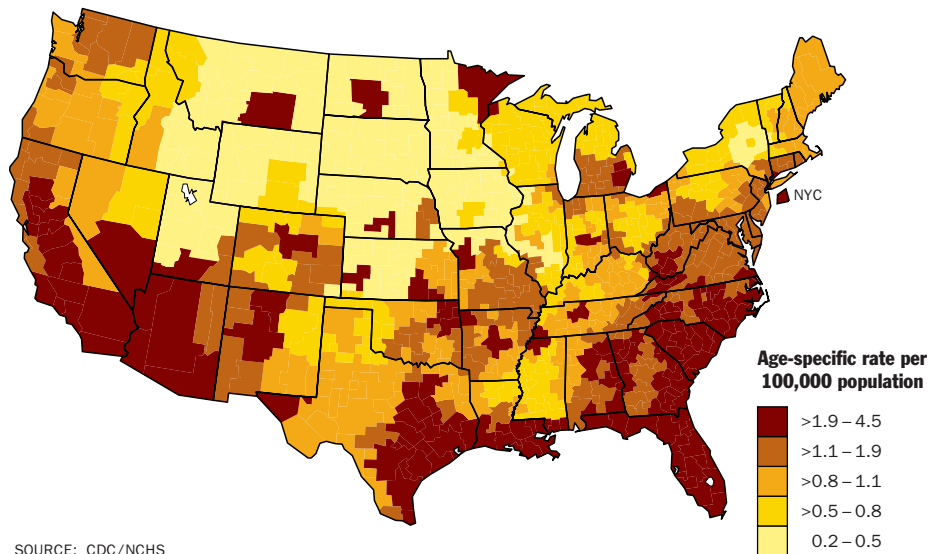 NYC
Age-specific rate per
100,000 population
>1.9 – 4.5
>1.1 – 1.9
>0.8 – 1.1
>0.5 – 0.8
0.2 – 0.5
SOURCE: CDC/NCHS